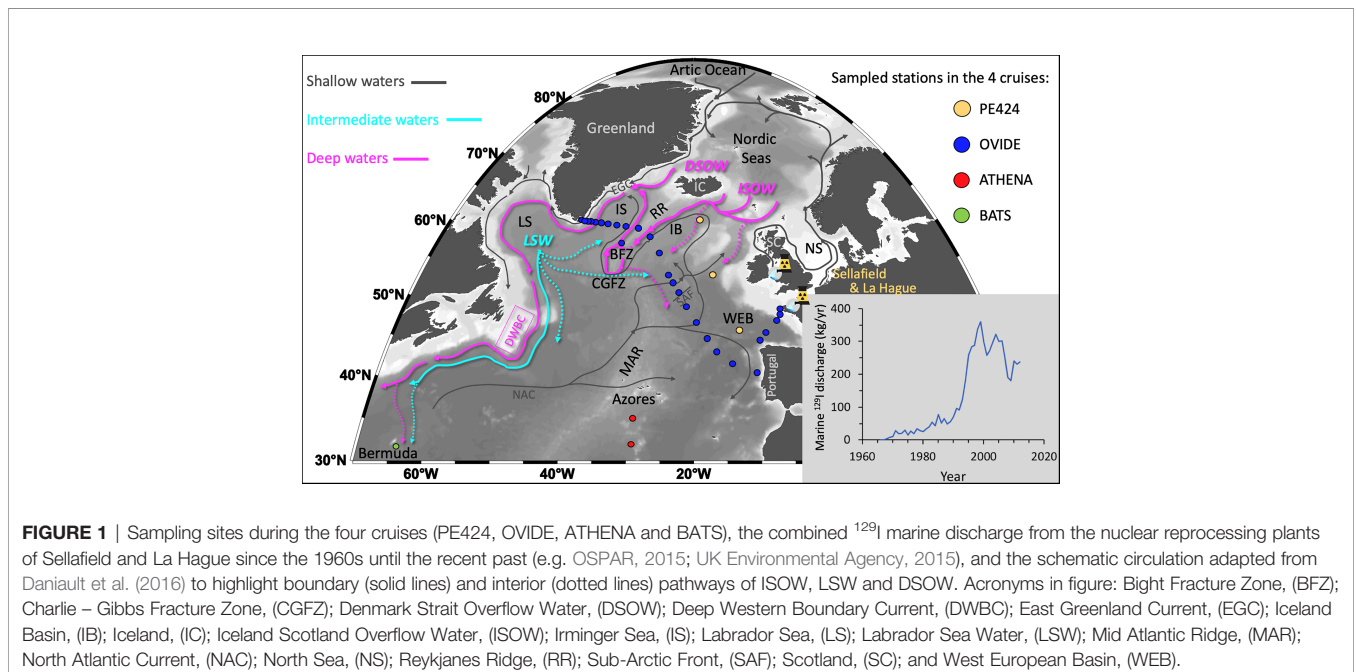 Artic Ocean
Shallow waters
Intermediate waters
Deep waters
Sampled stations in the 4 cruises:
PE424
OVIDE
ATHENA
BATS
80°N
70°N
60°N
50°N
40°N
30°N
60°W
40°W
20°W
Greenland
Nordic
Seas
DSOW
EGC
IC
ISOW
IS
RR
LS
IB
SC
NS
LSW
BFZ
CGFZ
SAF
Sellafield
& La Hague
DWBC
WEB
MAR
Portugal
NAC
Azores
Bermuda
Marine ¹²⁹I discharge (kg/yr)
400
300
200
100
0
1960
1980
2000
2020
Year
FIGURE 1 | Sampling sites during the four cruises (PE424, OVIDE, ATHENA and BATS), the combined ¹²⁹I marine discharge from the nuclear reprocessing plants
of Sellafield and La Hague since the 1960s until the recent past (e.g. OSPAR, 2015; UK Environmental Agency, 2015), and the schematic circulation adapted from
Daniault et al. (2016) to highlight boundary (solid lines) and interior (dotted lines) pathways of ISOW, LSW and DSOW. Acronyms in figure: Bight Fracture Zone, (BFZ);
Charlie – Gibbs Fracture Zone, (CGFZ); Denmark Strait Overflow Water, (DSOW); Deep Western Boundary Current, (DWBC); East Greenland Current, (EGC); Iceland
Basin, (IB); Iceland, (IC); Iceland Scotland Overflow Water, (ISOW); Irminger Sea, (IS); Labrador Sea, (LS); Labrador Sea Water, (LSW); Mid Atlantic Ridge, (MAR);
North Atlantic Current, (NAC); North Sea, (NS); Reykjanes Ridge, (RR); Sub-Arctic Front, (SAF); Scotland, (SC); and West European Basin, (WEB).